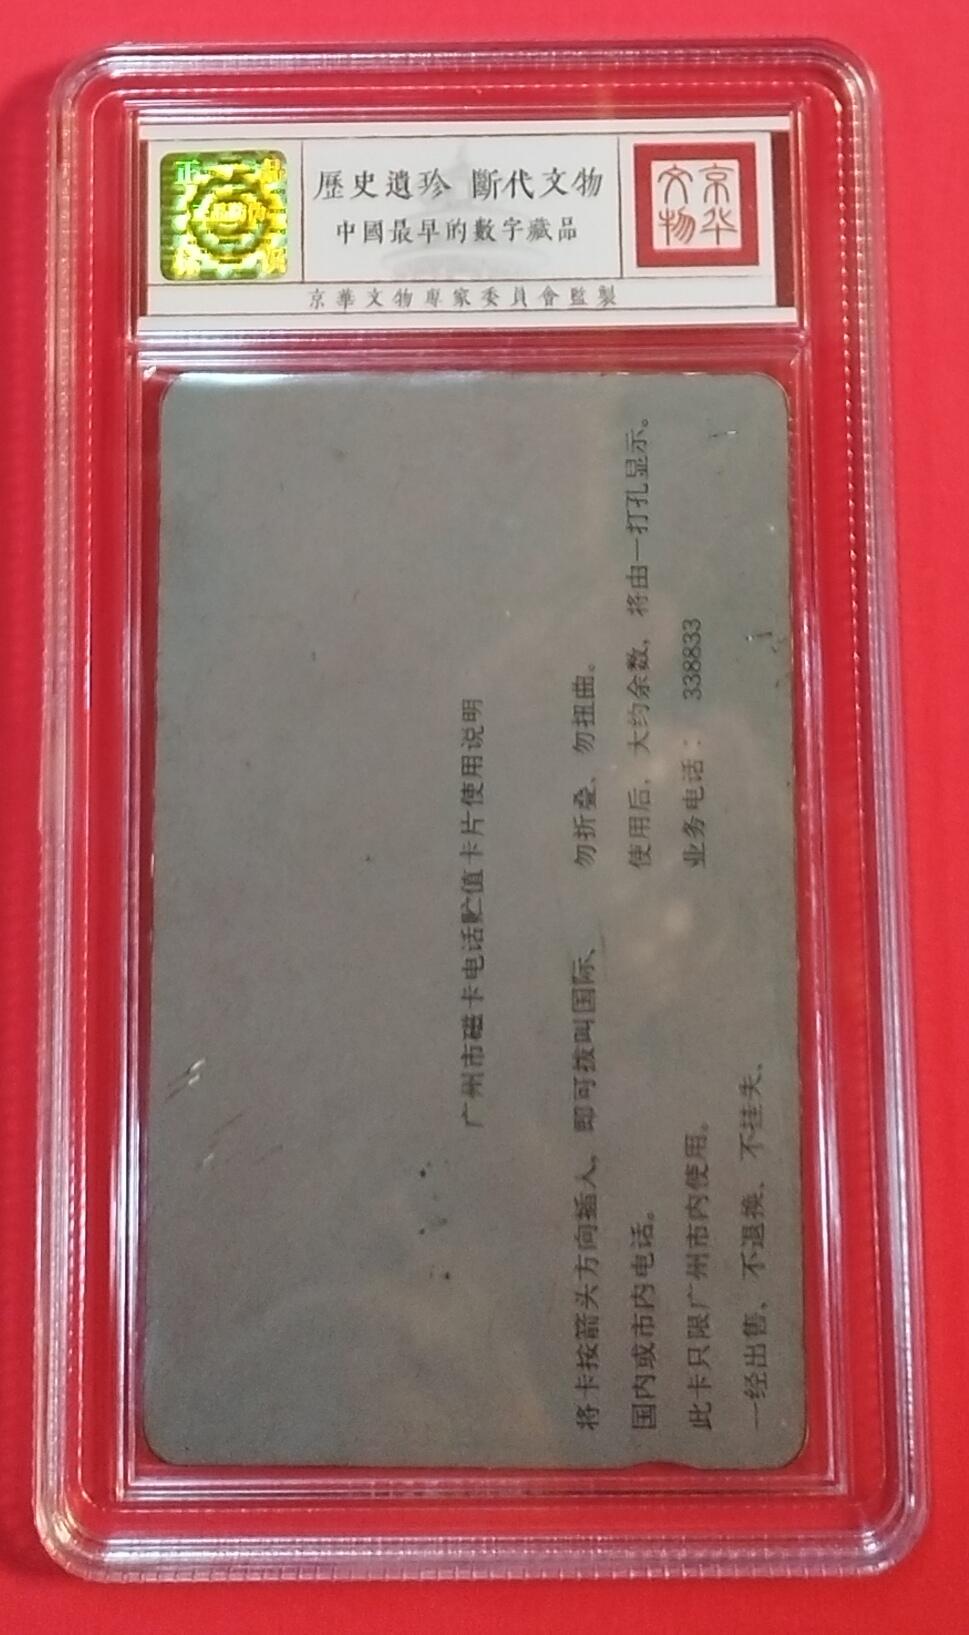 正 品
歷史遺珍 斷代文物
中國最早的數字藏品
京华
文物
京華文物專家委員會監製
广州市磁卡电话贮值卡片使用说明
将卡按箭头方向插入，即可拔叫国际、
国内或市内电话。
此卡只限广州市内使用。
一经出售、不退换、不挂失、
勿折叠、勿扭曲。
使用后，大约余数，将由一打孔显示。
业务电话： 338833